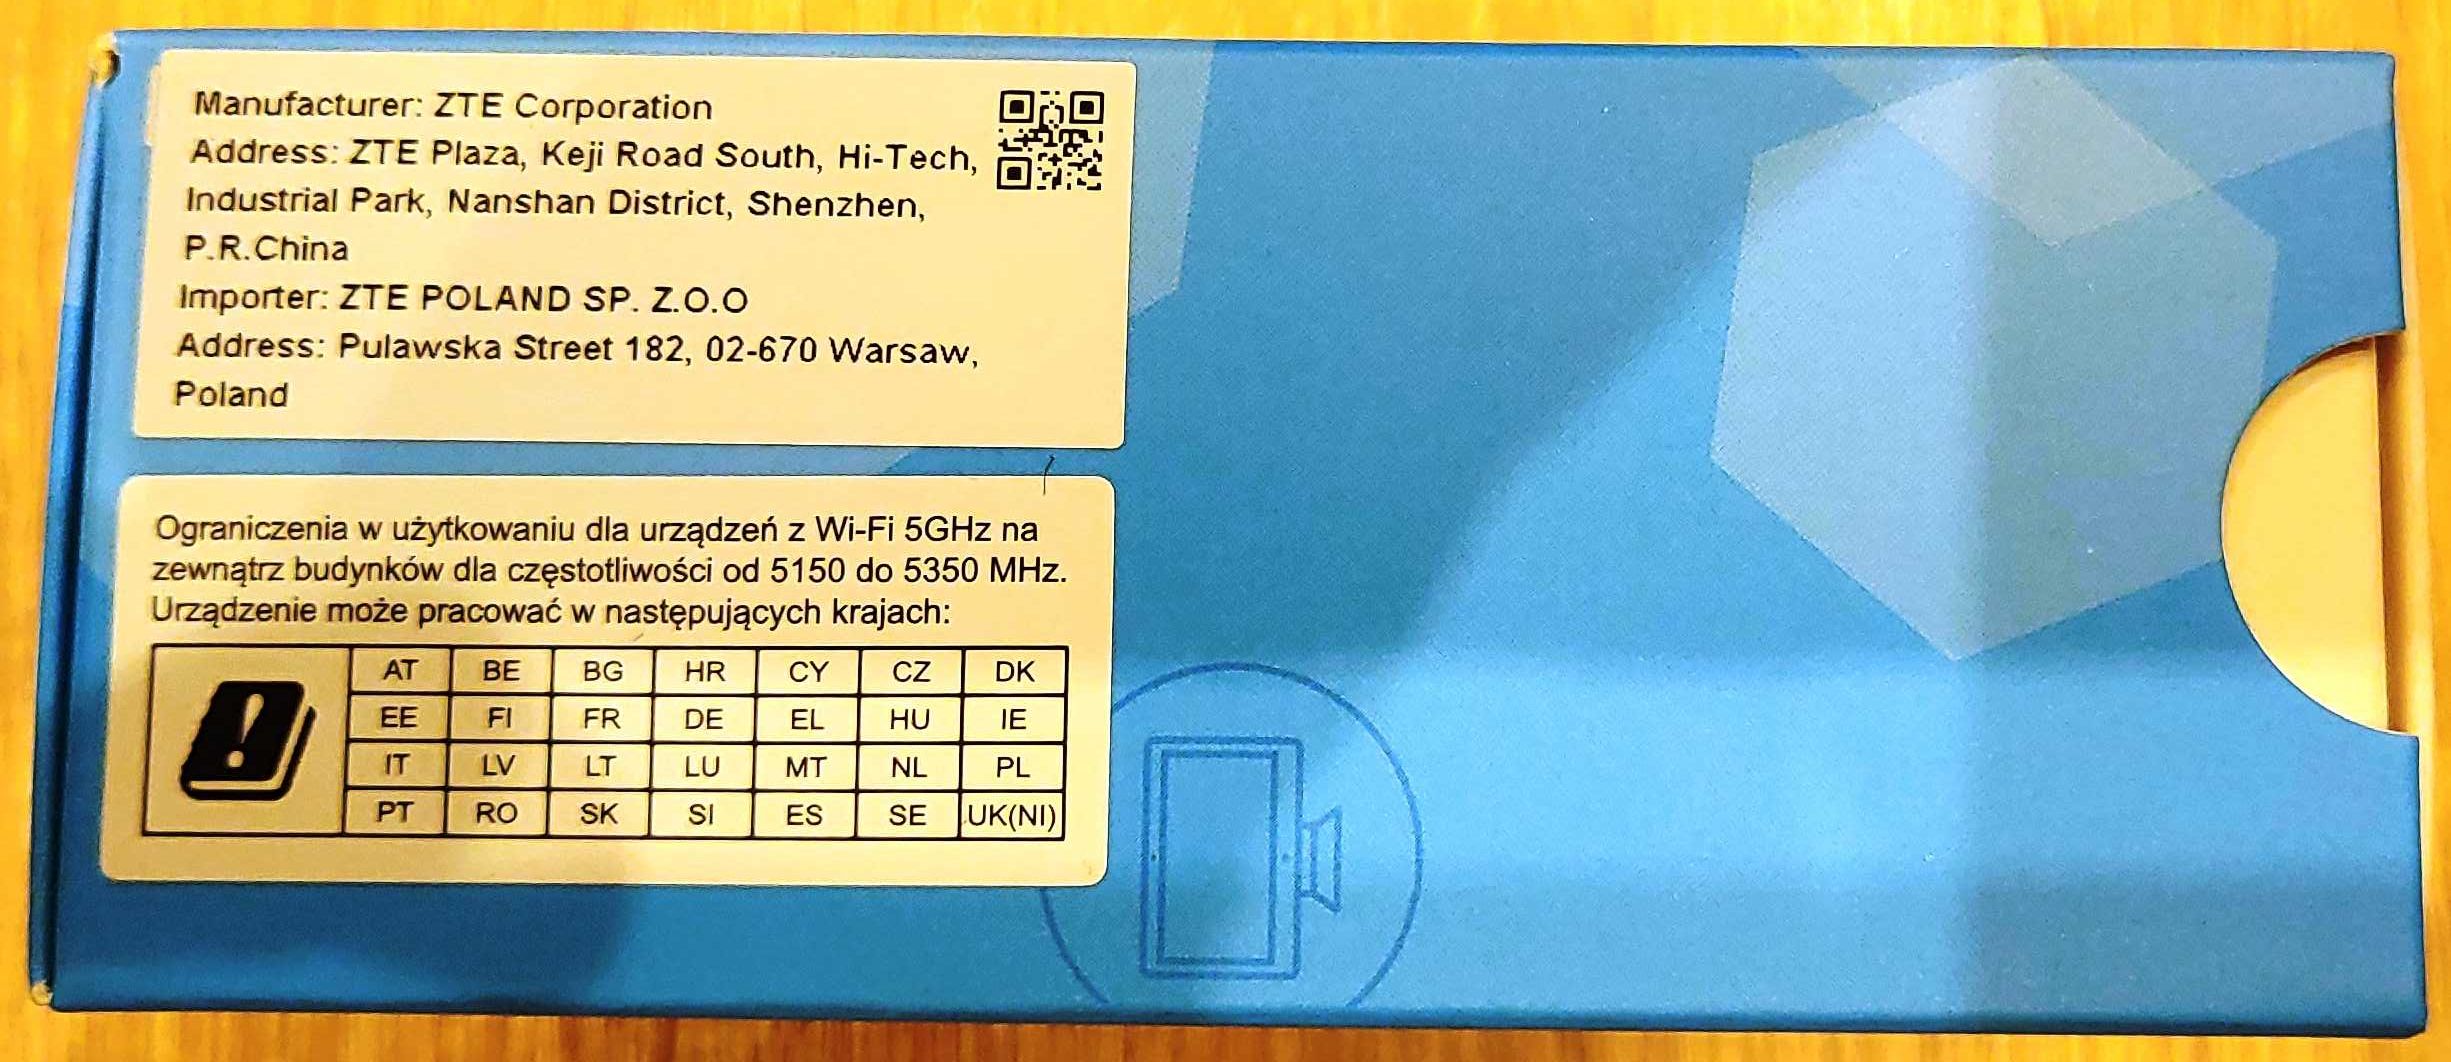 Manufacturer: ZTE Corporation
Address: ZTE Plaza, Keji Road South, Hi-Tech,
Industrial Park, Nanshan District, Shenzhen,
P.R.China
Importer: ZTE POLAND SP. Z.O.O
Address: Pulawska Street 182, 02-670 Warsaw,
Poland
Ograniczenia w użytkowaniu dla urządzeń z Wi-Fi 5GHz na
zewnątrz budynków dla częstotliwości od 5150 do 5350 MHz.
Urządzenie może pracować w następujących krajach:
AT BE BG HR CY CZ DK
EE FI FR DE EL HU IE
IT LV LT LU MT NL PL
PT RO SK SI ES SE UK(NI)